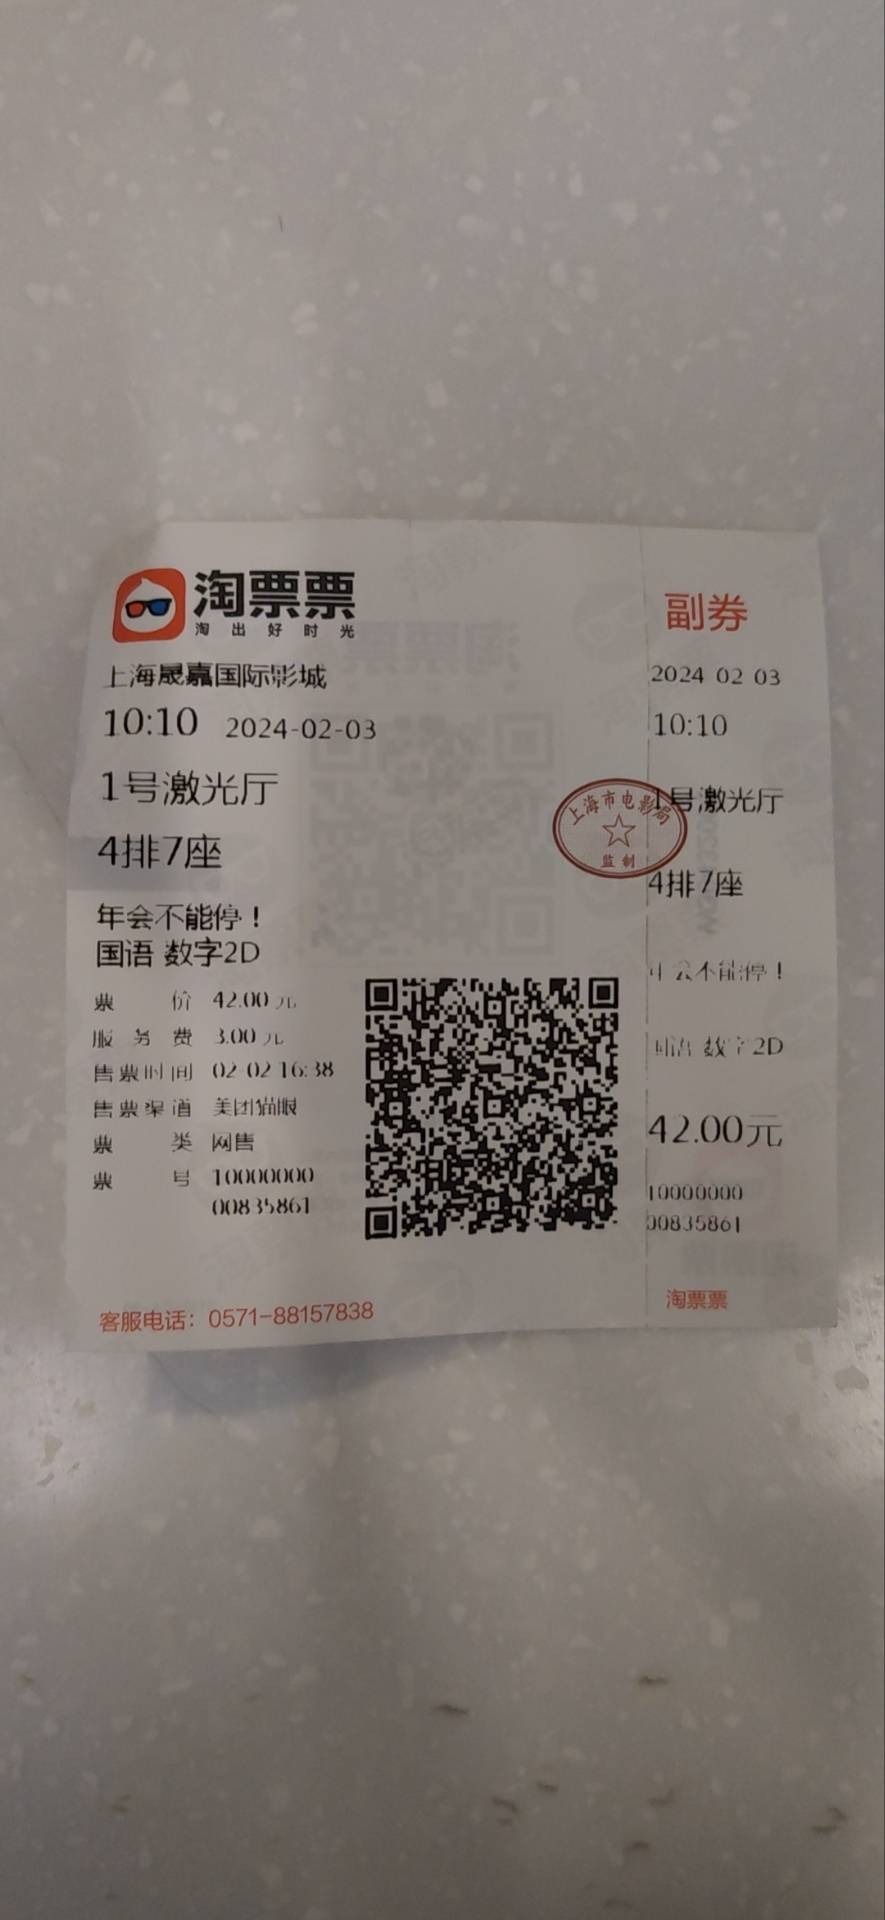 淘票票
淘出好时光
上海晟嘉国际影城
10:10 2024-02-03
1号激光厅
4排7座
年会不能停！
国语 数字2D
票价 42.00元
服务费 3.00元
售票时间 02-02 16:38
售票渠道 美团猫眼
票类 网售
票号 10000000
00835861
客服电话：0571-88157838
上海市电影局
监制
副券
2024 02 03
10:10
1号激光厅
4排7座
年会不能停！
国语 数字2D
42.00元
10000000
00835861
淘票票